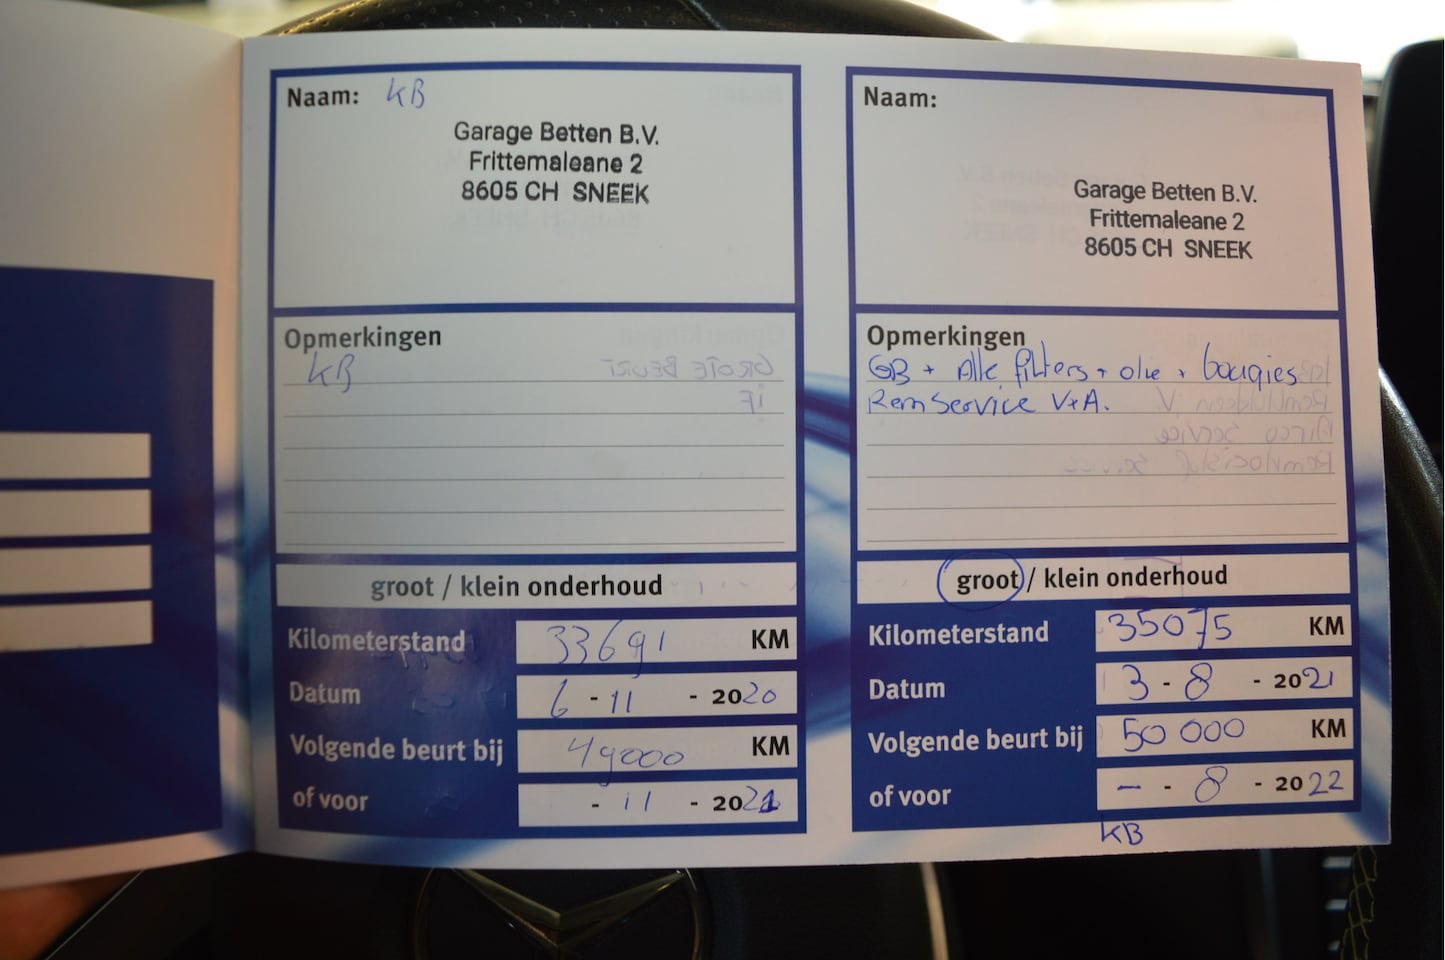 Naam: KB
Garage Betten B.V.
Frittemaleane 2
8605 CH SNEEK
Opmerkingen
KB
groot / klein onderhoud
Kilometerstand 33691 KM
Datum 6 - 11 - 2020
Volgende beurt bij 49000 KM
of voor - 11 - 2021
Naam:
Garage Betten B.V.
Frittemaleane 2
8605 CH SNEEK
Opmerkingen
GB + Alle filters + olie + bougies
RemService V+A.
groot / klein onderhoud
Kilometerstand 35075 KM
Datum 3 - 8 - 2021
Volgende beurt bij 50 000 KM
of voor - - 8 - 2022
KB